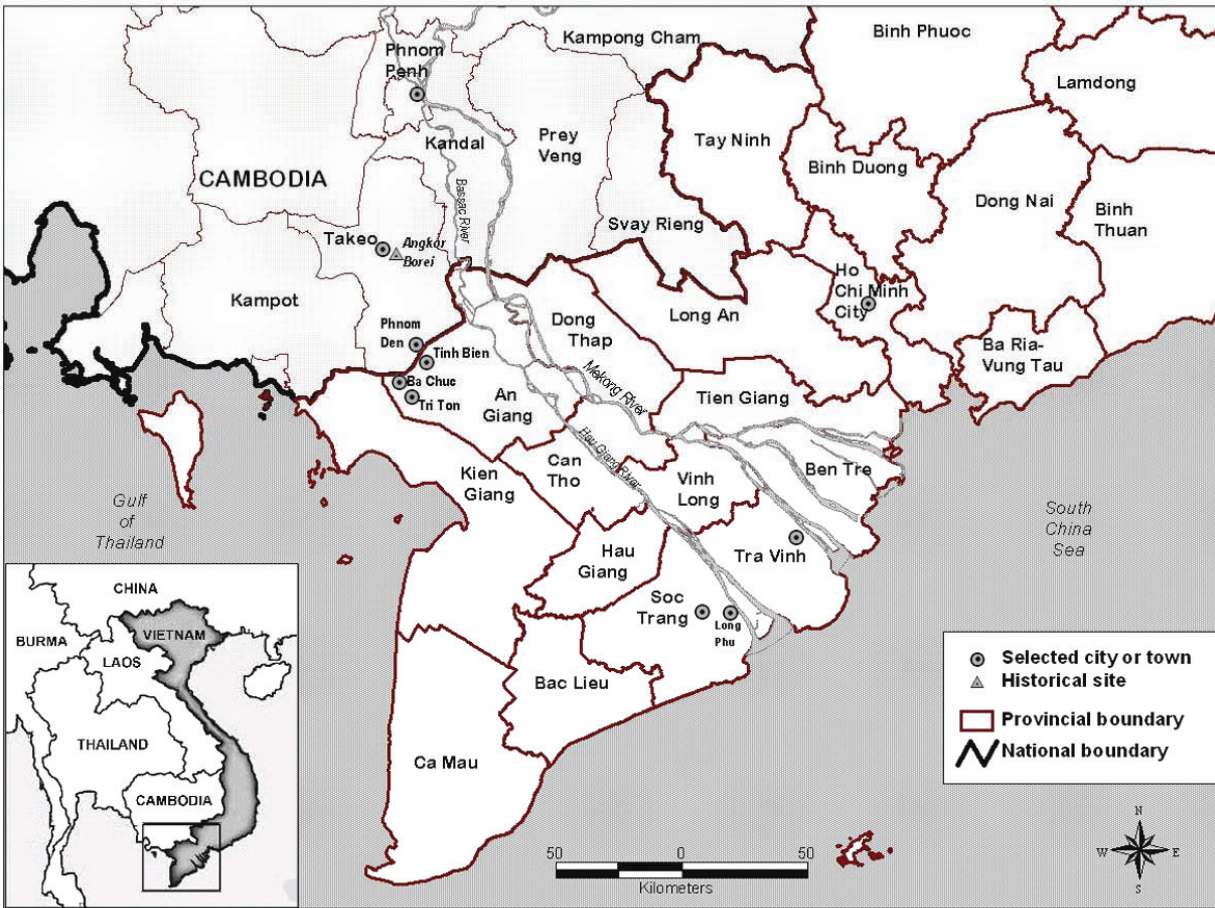 Phnom
Penh
Kampong Cham
Binh Phuoc
Lamdong
Kandal
Prey
Veng
Tay Ninh
Binh Duong
Dong Nai
Binh
Thuan
CAMBODIA
Bassac River
Svay Rieng
Takeo
Angkor
Borei
Kampot
Ho
Chi Minh
City
Long An
Dong
Thap
Phnom
Den
Tinh Bien
Ba Chuc
Tri Ton
An
Giang
Mekong River
Tien Giang
Ba Ria-
Vung Tau
Hau Giang River
Ben Tre
Kien
Giang
Can
Tho
Vinh
Long
Gulf
of
Thailand
South
China
Sea
Hau
Giang
Tra Vinh
Soc
Trang
Long
Phu
Bac Lieu
Ca Mau
CHINA
BURMA
VIETNAM
LAOS
THAILAND
CAMBODIA
Selected city or town
Historical site
Provincial boundary
National boundary
50 0 50
Kilometers
N
W E
S